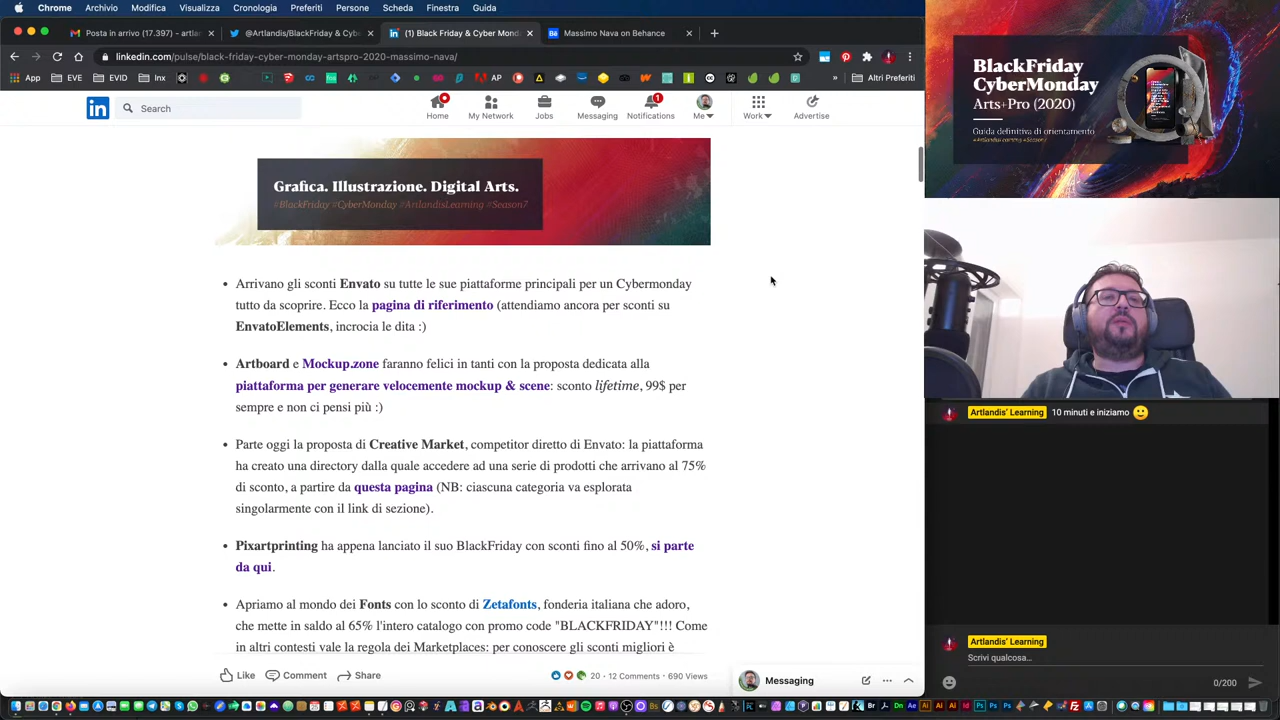 Chrome Archivio Modifica Visualizza Cronologia Preferiti Persone Scheda Finestra Guida
Posta in arrivo (17.397) - artlan
@Artlandis/BlackFriday & Cybe
(1) Black Friday & Cyber Mond
Massimo Nava on Behance
linkedin.com/pulse/black-friday-cyber-monday-artspro-2020-massimo-nava/
App EVE EVID EVID Inx AP Altri Preferiti
Search
Home My Network Jobs Messaging 1 Notifications Me Work Advertise
Grafica. Illustrazione. Digital Arts.
#BlackFriday #CyberMonday #ArtlandisLearning #Season7
Arrivano gli sconti Envato su tutte le sue piattaforme principali per un Cybermonday
tutto da scoprire. Ecco la pagina di riferimento (attendiamo ancora per sconti su
EnvatoElements, incrocia le dita :)
Artboard e Mockup.zone faranno felici in tanti con la proposta dedicata alla
piattaforma per generare velocemente mockup & scene: sconto lifetime, 99$ per
sempre e non ci pensi più :)
Parte oggi la proposta di Creative Market, competitor diretto di Envato: la piattaforma
ha creato una directory dalla quale accedere ad una serie di prodotti che arrivano al 75%
di sconto, a partire da questa pagina (NB: ciascuna categoria va esplorata
singolarmente con il link di sezione).
Pixartprinting ha appena lanciato il suo BlackFriday con sconti fino al 50%, si parte
da qui.
Apriamo al mondo dei Fonts con lo sconto di Zetafonts, fonderia italiana che adoro,
che mette in saldo al 65% l'intero catalogo con promo code "BLACKFRIDAY"!!! Come
in altri contesti vale la regola dei Marketplaces: per conoscere gli sconti migliori è
Like Comment Share 20 · 12 Comments · 690 Views
Messaging
BlackFriday
CyberMonday
Arts+Pro (2020)
Guida definitiva di orientamento
#ArtlandisLearning #Season7
Artlandis' Learning 10 minuti e iniziamo
Artlandis' Learning
Scrivi qualcosa...
0/200